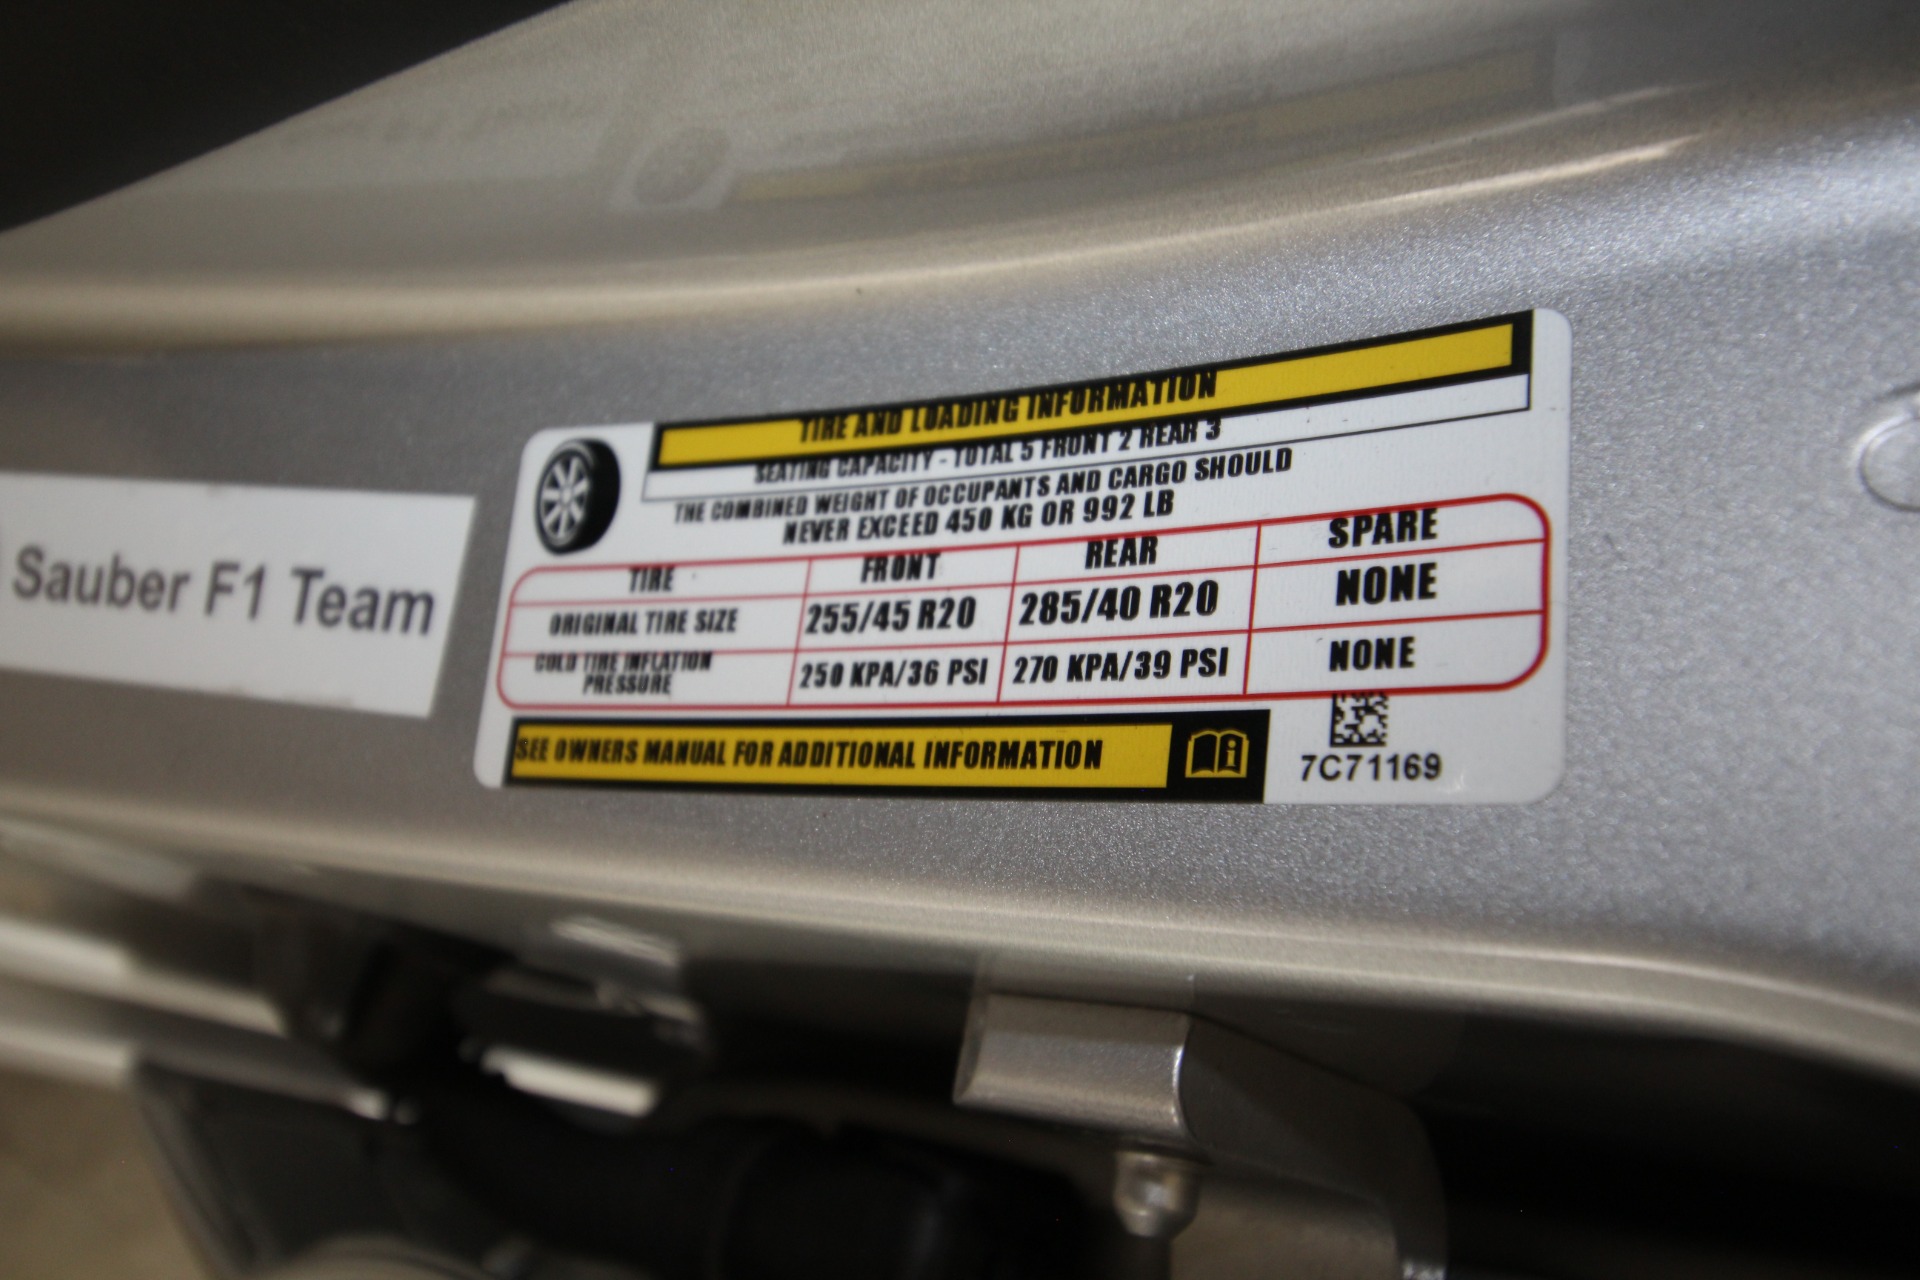 Sauber F1 Team
TIRE AND LOADING INFORMATION
SEATING CAPACITY - TOTAL 5 FRONT 2 REAR 3
THE COMBINED WEIGHT OF OCCUPANTS AND CARGO SHOULD
NEVER EXCEED 450 KG OR 992 LB
TIRE FRONT REAR SPARE
ORIGINAL TIRE SIZE 255/45 R20 285/40 R20 NONE
COLD TIRE INFLATION
PRESSURE 250 KPA/36 PSI 270 KPA/39 PSI NONE
SEE OWNERS MANUAL FOR ADDITIONAL INFORMATION
7C71169